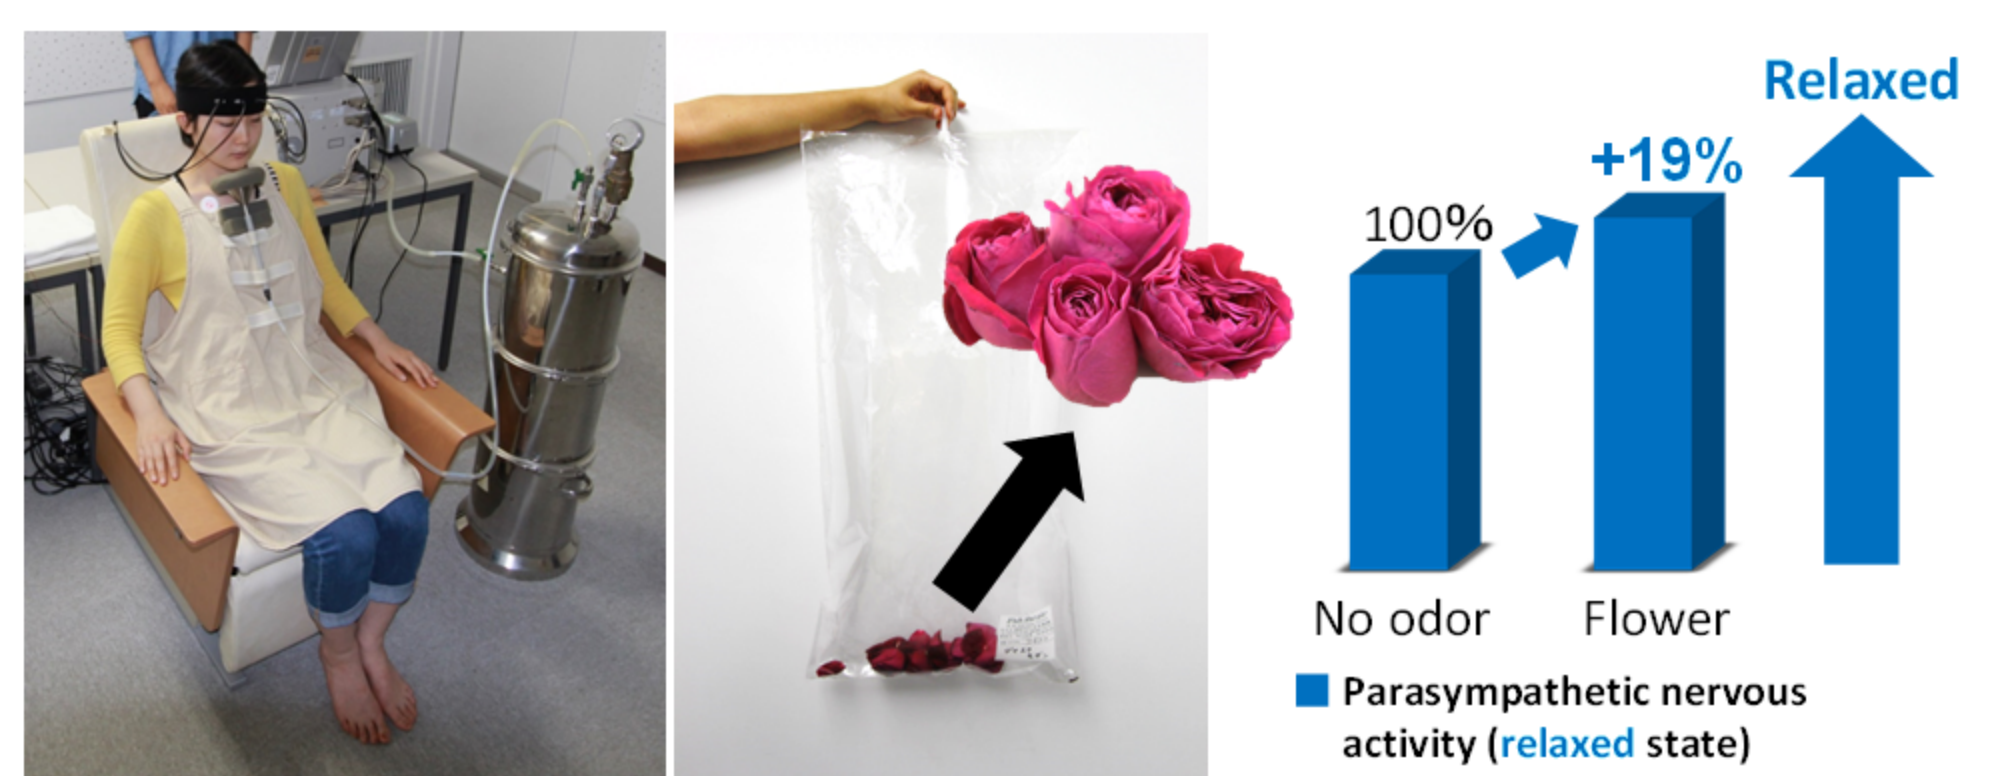 Relaxed
+19%
100%
No odor
Flower
Parasympathetic nervous
activity (relaxed state)